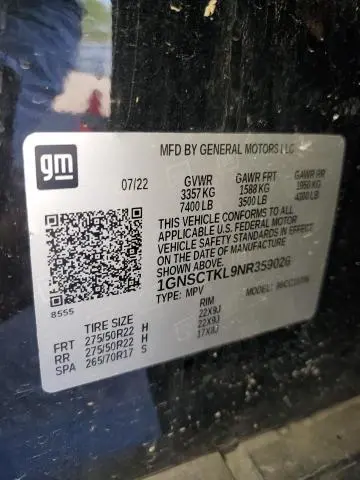 gm
MFD BY GENERAL MOTORS LLC
07/22 GVWR GAWR FRT GAWR RR
3357 KG 1588 KG 1950 KG
7400 LB 3500 LB 4300 LB
THIS VEHICLE CONFORMS TO ALL
APPLICABLE U.S. FEDERAL MOTOR
VEHICLE SAFETY STANDARDS IN EFFECT
ON THE DATE OF MANUFACTURE
SHOWN ABOVE.
1GNSCTKL9NR359026
TYPE: MPV MODEL:
8555
TIRE SIZE RIM
FRT 275/50R22 H 22X9J
RR 275/50R22 H 22X9J
SPA 265/70R17 S 17X8J